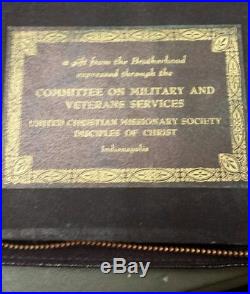 a gift from the Brotherhood
expressed through the
COMMITTEE ON MILITARY AND
VETERANS SERVICES
UNITED CHRISTIAN MISSIONARY SOCIETY
DISCIPLES OF CHRIST
Indianapolis